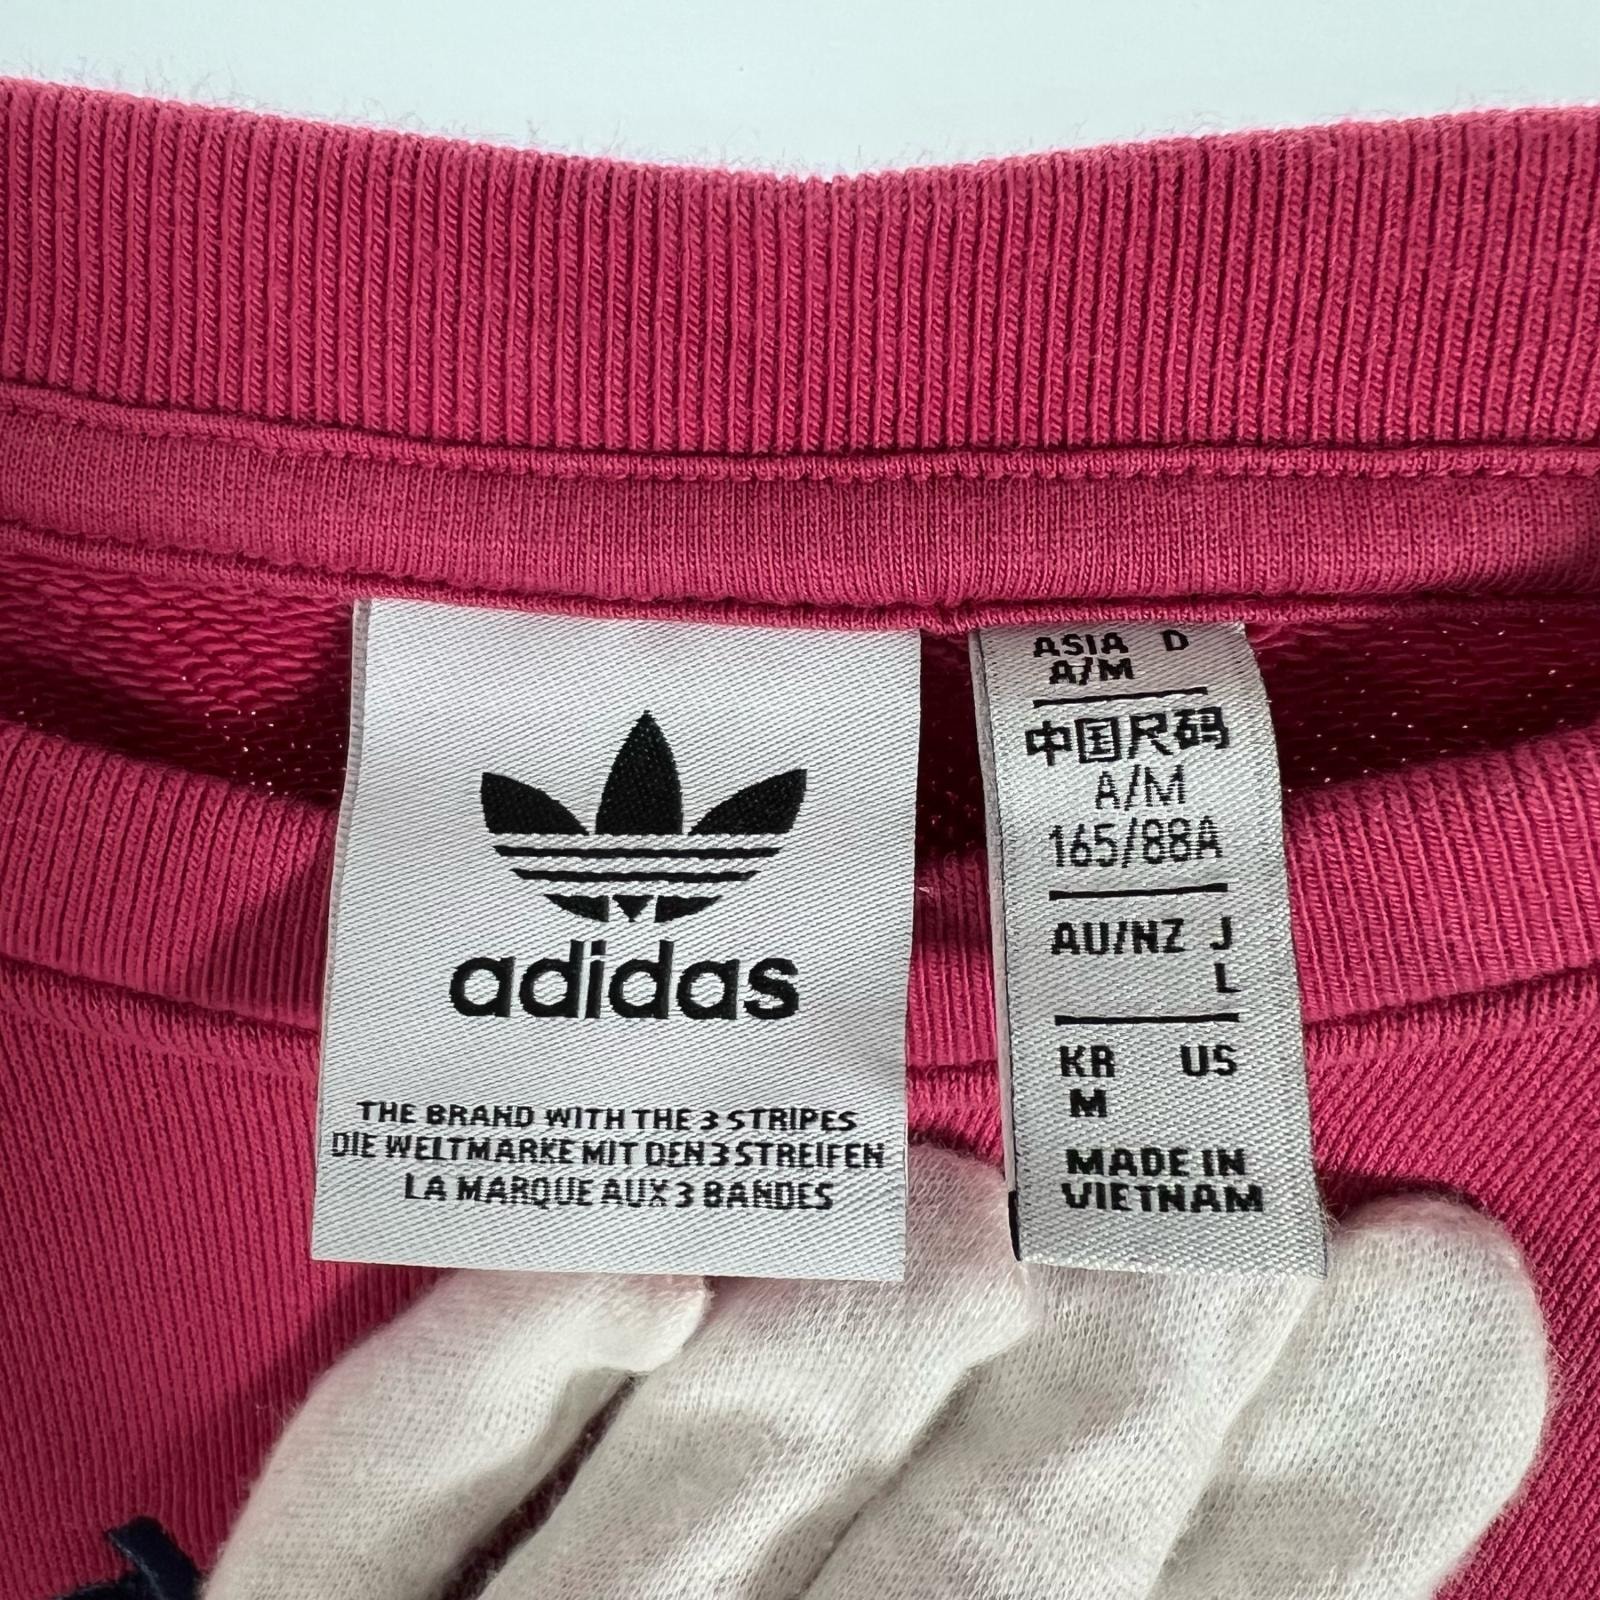 adidas
THE BRAND WITH THE 3 STRIPES
DIE WELTMARKE MIT DEN 3 STREIFEN
LA MARQUE AUX 3 BANDES
ASIA D
A/M
中国尺码
A/M
165/88A
AU/NZ J
L
KR US
M
MADE IN
VIETNAM